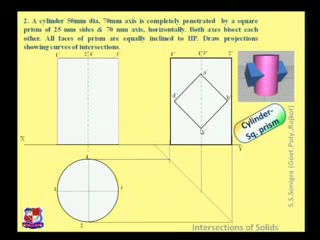 2. A cylinder 50mm dia, 70mm axis is completely penetrated by a square
prism of 25 mm sides & 70 mm axis, horizontally. Both axes bisect each
other. All faces of prism are equally inclined to HP. Draw projections
showing curves of intersections.
Cylinder-
Sq. prism
X
Y
S.S.Sonigra (Govt.Poly.,Rajkot)
Intersections of Solids